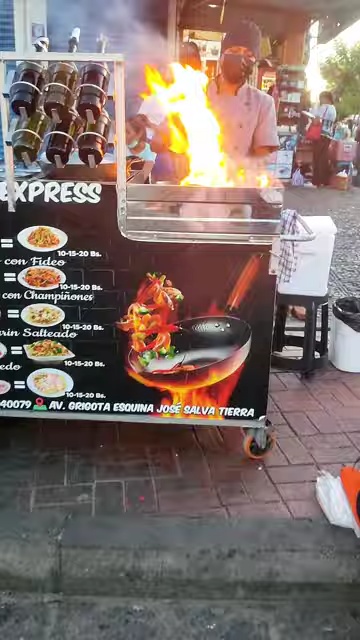 EXPRESS
= 10-15-20 Bs.
con Fideo
= 10-15-20 Bs.
con Champiñones
= 10-15-20 Bs.
Salteado
= 10-15-20 Bs.
= 10-15-20 Bs.
40079 AV. GRIGOTA ESQUINA JOSÉ SALVA TIERRA